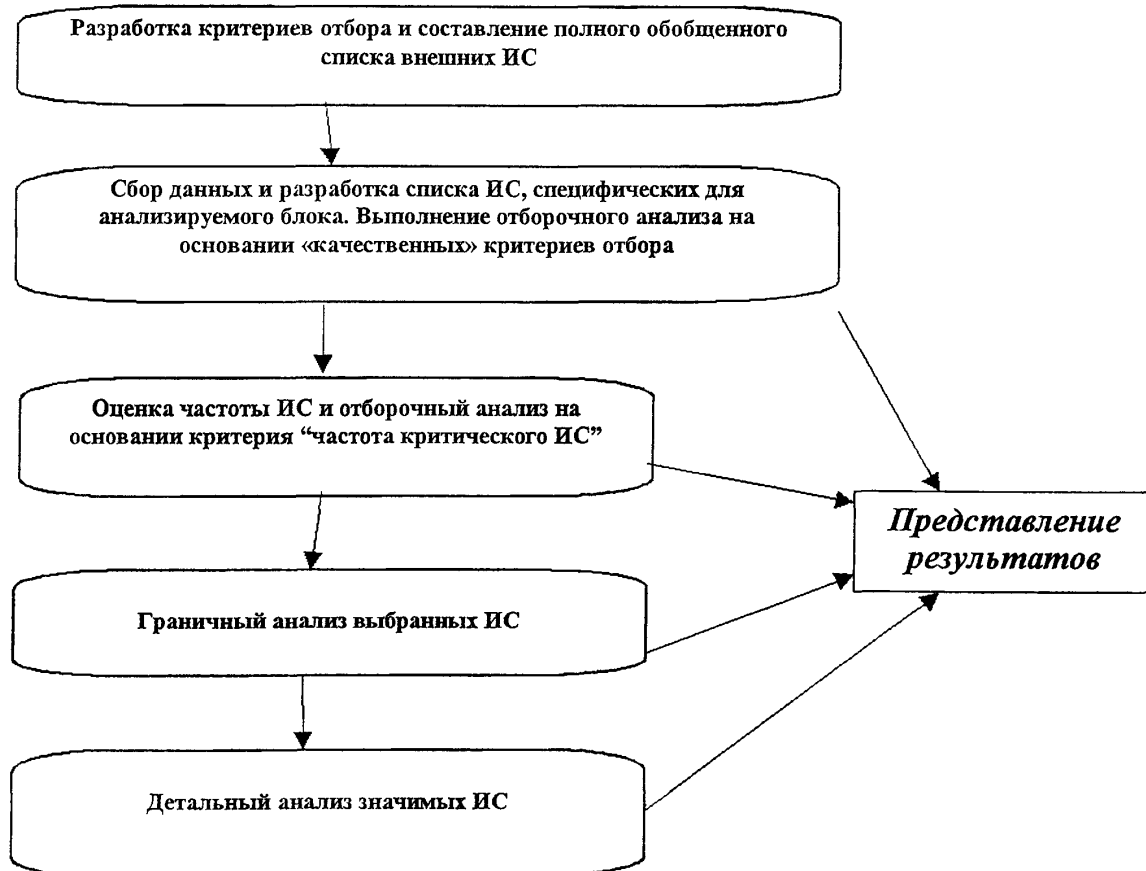 Разработка критериев отбора и составление полного обобщенного
списка внешних ИС
Сбор данных и разработка списка ИС, специфических для
анализируемого блока. Выполнение отборочного анализа на
основании «качественных» критериев отбора
Оценка частоты ИС и отборочный анализ на
основании критерия “частота критического ИС”
Представление
результатов
Граничный анализ выбранных ИС
Детальный анализ значимых ИС